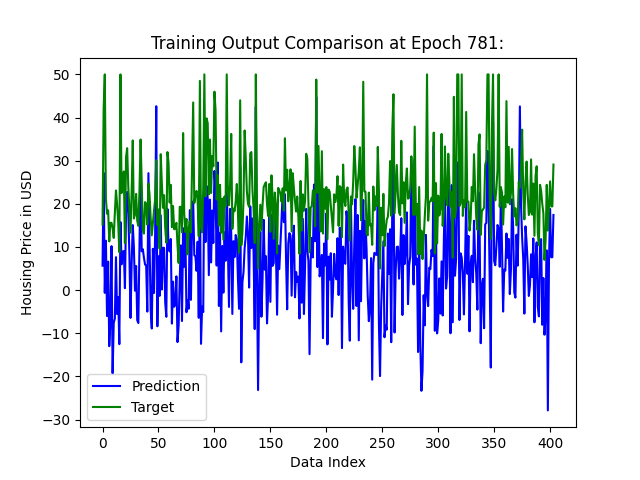 Training Output Comparison at Epoch 781:
50
40
30
20
10
0
−10
−20
−30
Housing Price in USD
Prediction
Target
0 50 100 150 200 250 300 350 400
Data Index